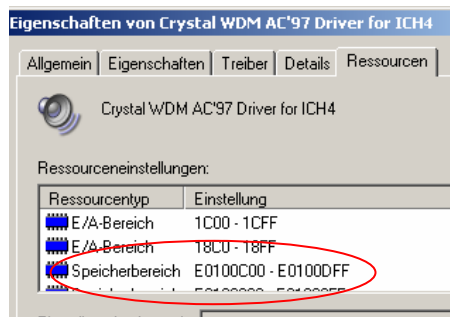 Eigenschaften von Crystal WDM AC'97 Driver for ICH4
Allgemein Eigenschaften Treiber Details Ressourcen
Crystal WDM AC'97 Driver for ICH4
Ressourceneinstellungen:
Ressourcentyp Einstellung
E/A-Bereich 1C00 - 1CFF
E/A-Bereich 18C0 - 18FF
Speicherbereich E0100C00 - E0100DFF